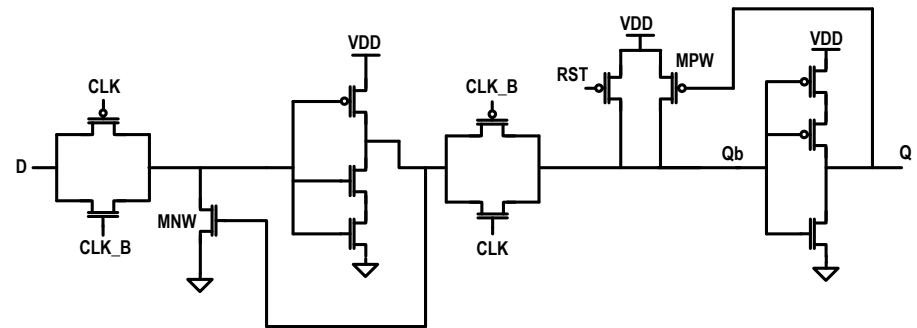 VDD
VDD
VDD
CLK
RST
MPW
CLK_B
D
Qb
Q
MNW
CLK_B
CLK